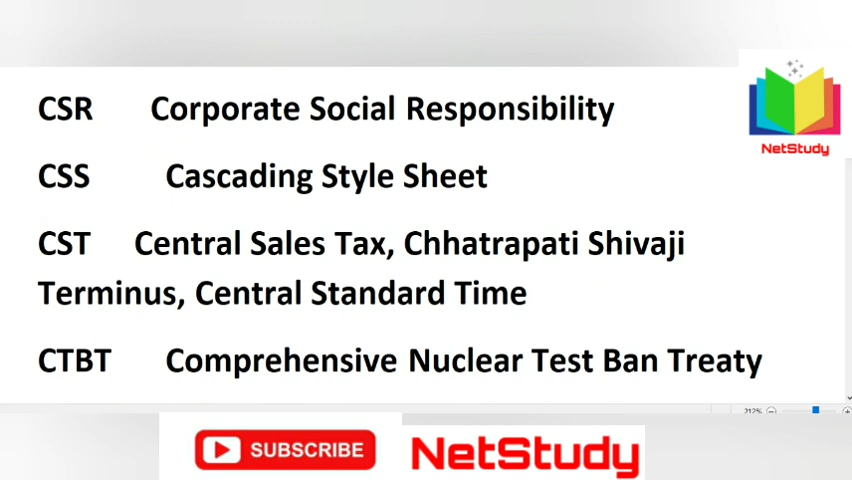 CSR Corporate Social Responsibility
NetStudy
CSS Cascading Style Sheet
CST Central Sales Tax, Chhatrapati Shivaji
Terminus, Central Standard Time
CTBT Comprehensive Nuclear Test Ban Treaty
212%
SUBSCRIBE NetStudy